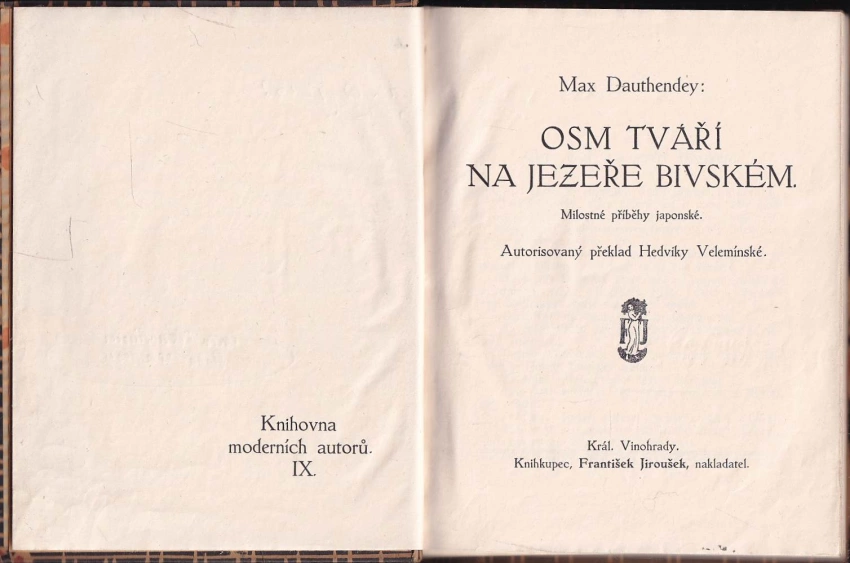 Knihovna
moderních autorů.
IX.
Max Dauthendey:
OSM TVÁŘÍ
NA JEZEŘE BIVSKÉM.
Milostné příběhy japonské.
Autorisovaný překlad Hedviky Velemínské.
Král. Vinohrady.
Knihkupec, František Jiroušek, nakladatel.